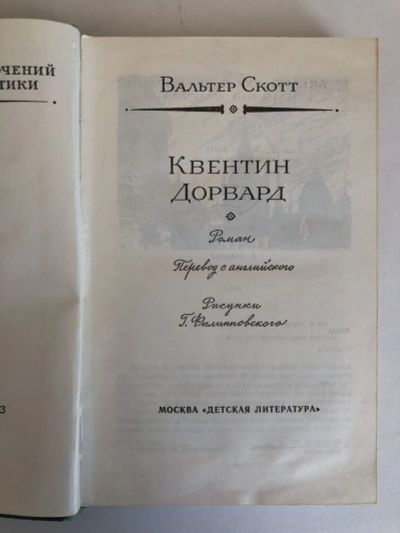 ЧЕНИЙ
ТИКИ
3
ВАЛЬТЕР СКОТТ
КВЕНТИН
ДОРВАРД
Роман
Перевод с английского
Рисунки
Г. Филипповского
МОСКВА «ДЕТСКАЯ ЛИТЕРАТУРА»